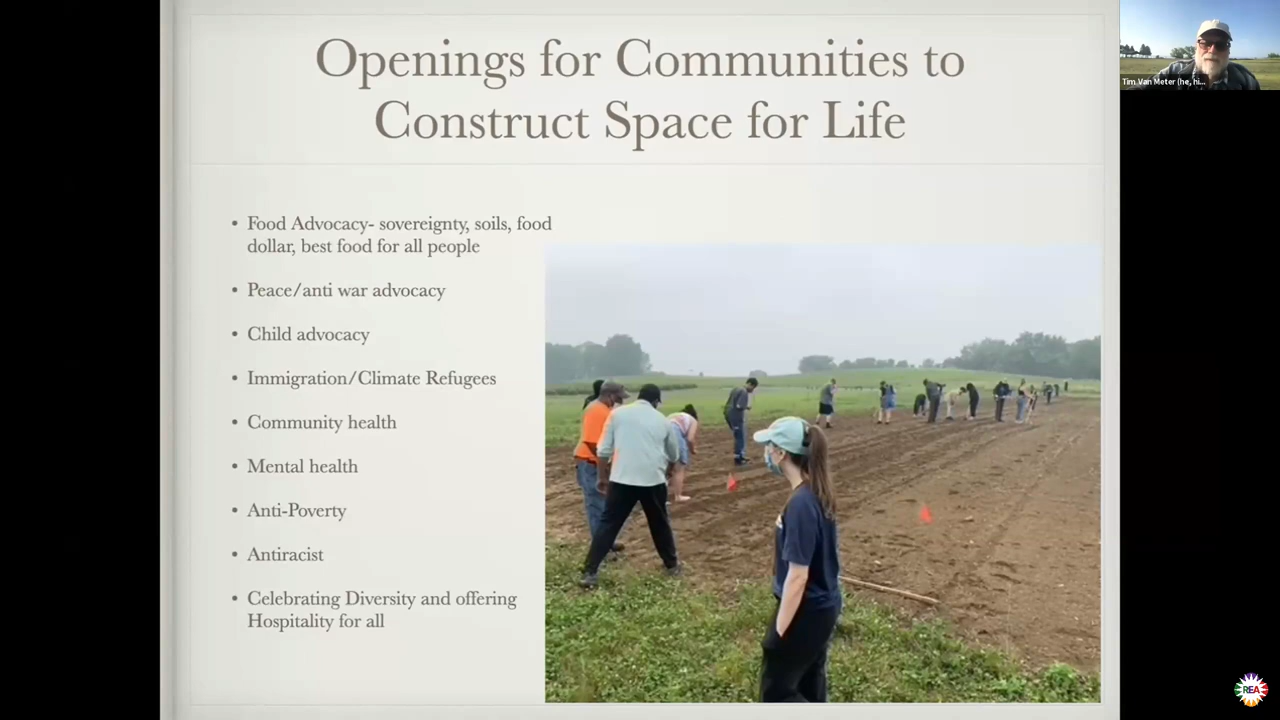 Openings for Communities to
Construct Space for Life
• Food Advocacy- sovereignty, soils, food
dollar, best food for all people
• Peace/anti war advocacy
• Child advocacy
• Immigration/Climate Refugees
• Community health
• Mental health
• Anti-Poverty
• Antiracist
• Celebrating Diversity and offering
Hospitality for all
Tim Van Meter (he, hi...
REA